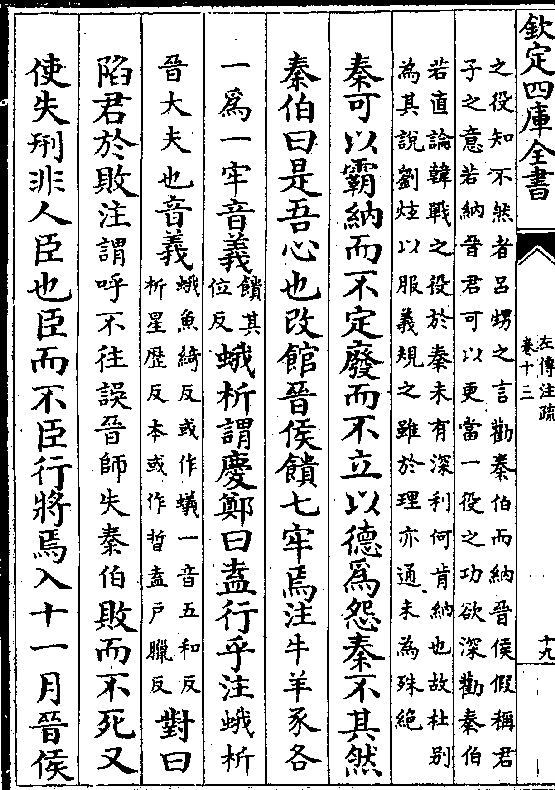 欽定四庫全書
左傳注疏
卷十三
十九
之役知不然者呂甥之言勸秦伯而納晉侯假稱君
子之意若納晉君可以更當一役之功欲深勸秦伯
若直論韓戰之役於秦未有深利何肯納也故杜別
為其說劉炫以服義規之雖於理亦通未為殊絶
秦可以霸納而不定廢而不立以德為怨秦不其然
秦伯曰是吾心也改館晉侯饋七牢焉注牛羊豕各
一爲一牢音義饋其位反蛾析謂慶鄭曰盍行乎注蛾析
晉大夫也音義蛾魚綺反或作蟻一音五和反析星歴反本或作晢盍戸臘反對曰
陷君於敗注謂呼不往誤晉師失秦伯敗而不死又
使失刑非人臣也臣而不臣行將焉入十一月晉侯